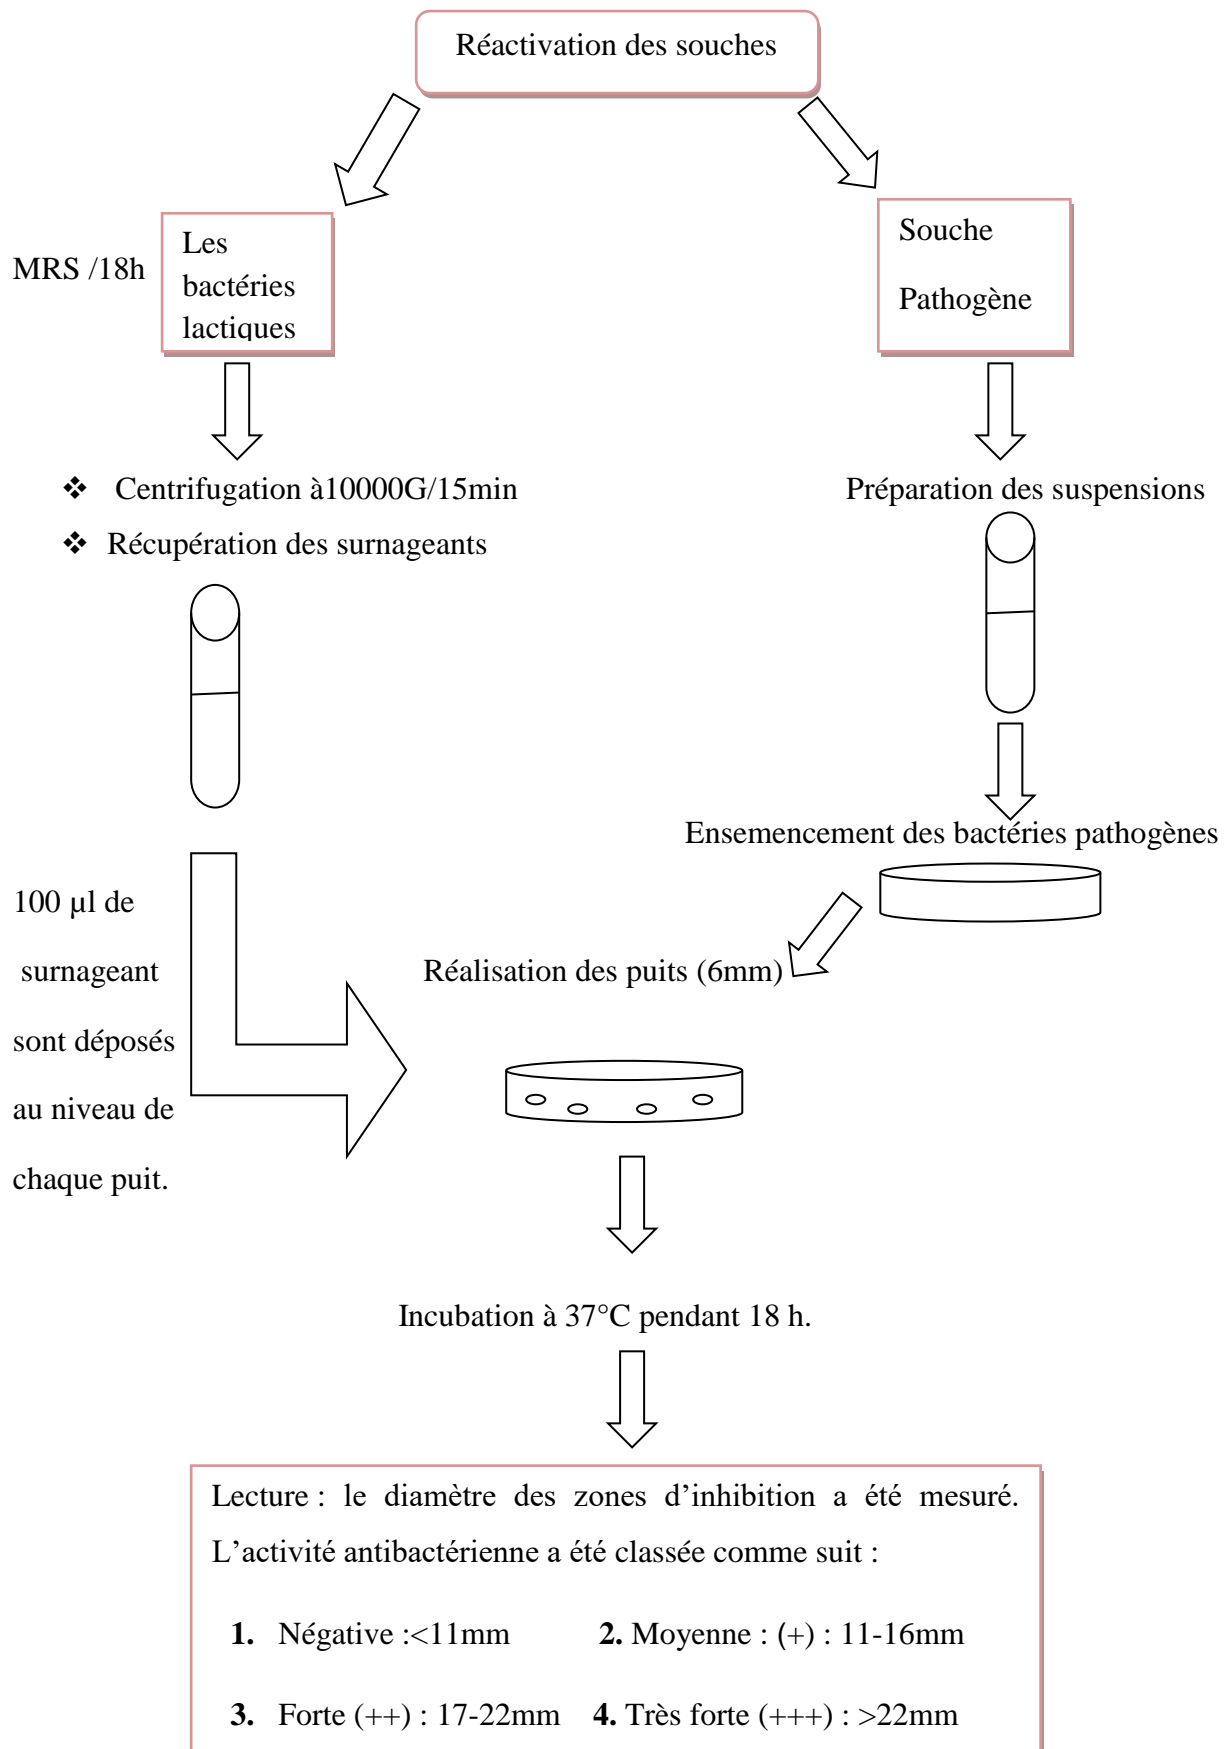 Réactivation des souches
MRS /18h
Les
bactéries
lactiques
Souche
Pathogène
❖ Centrifugation à10000G/15min
❖ Récupération des surnageants
Préparation des suspensions
Ensemencement des bactéries pathogènes
100 µl de
surnageant
sont déposés
au niveau de
chaque puit.
Réalisation des puits (6mm)
Incubation à 37°C pendant 18 h.
Lecture : le diamètre des zones d’inhibition a été mesuré.
L’activité antibactérienne a été classée comme suit :
1. Négative :<11mm 2. Moyenne : (+) : 11-16mm
3. Forte (++) : 17-22mm 4. Très forte (+++) : >22mm